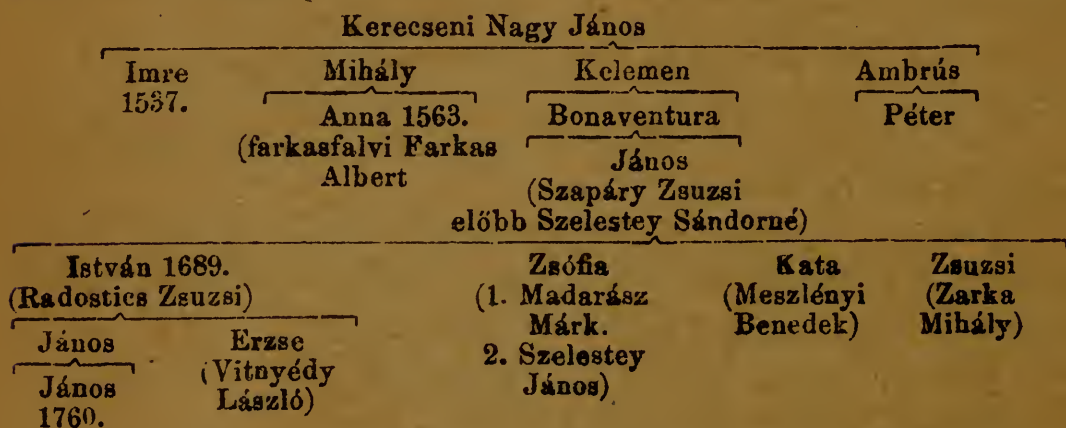 Kerecseni Nagy János
Imre Mihály Kelemen Ambrús
1537. Anna 1563. Bonaventura Péter
(farkasfalvi Farkas János
Albert (Szapáry Zsuzsi
előbb Szelestey Sándorné)
István 1689. Zsófia Kata Zsuzsi
(Radostics Zsuzsi) (1. Madarász (Meszlényi (Zarka
Márk. Benedek) Mihály)
János Erzse 2. Szelestey
János (Vitnyédy János)
1760. László)